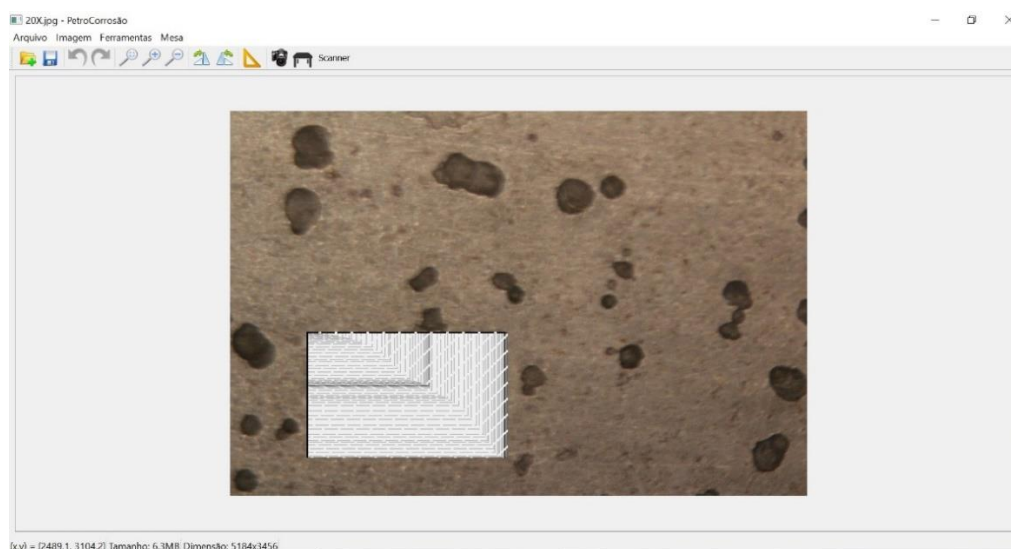 20X.jpg - PetroCorrosão
Arquivo Imagem Ferramentas Mesa
Scanner
(x,y) = [2489.1, 3104.2] Tamanho: 6.3MB Dimensão: 5184x3456